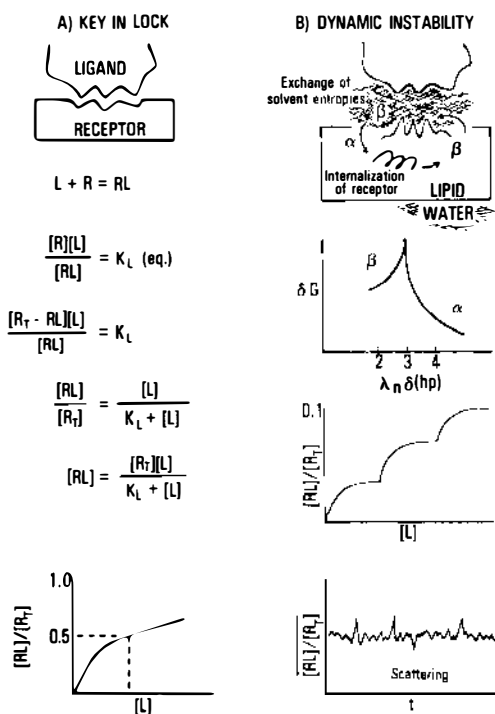 A) KEY IN LOCK
LIGAND
RECEPTOR
L + R = RL
[R][L] / [RL] = K_L (eq.)
[R_T - RL][L] / [RL] = K_L
[RL] / [R_T] = [L] / K_L + [L]
[RL] = [R_T][L] / K_L + [L]
1.0
0.5
[RL]/[R_T]
[L]
B) DYNAMIC INSTABILITY
Exchange of
solvent entropies
β
α
β
Internalization
of receptor
LIPID
WATER
β
δG
α
2 3 4
λ_n δ(hp)
0.1
[RL]/[R_T]
[L]
[RL]/[R_T]
Scattering
t